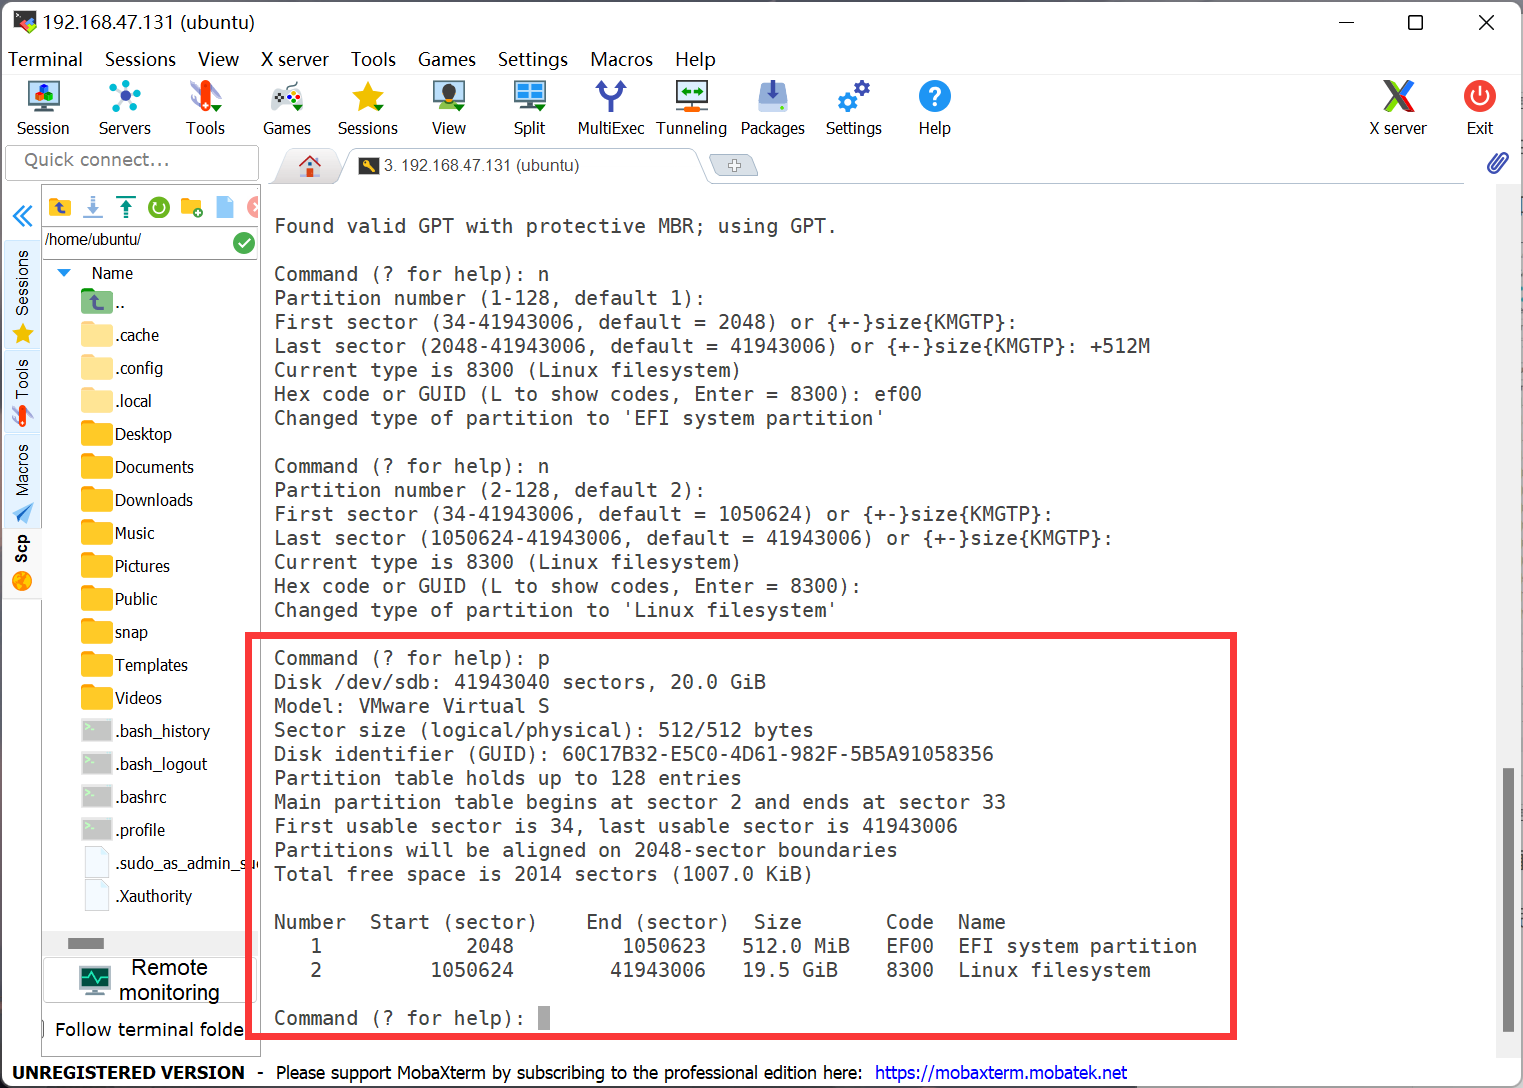 192.168.47.131 (ubuntu)
Terminal Sessions View X server Tools Games Settings Macros Help
Session Servers Tools Games Sessions View Split MultiExec Tunneling Packages Settings Help X server Exit
Quick connect...
3. 192.168.47.131 (ubuntu)
/home/ubuntu/
Name
..
.cache
.config
.local
Desktop
Documents
Downloads
Music
Pictures
Public
snap
Templates
Videos
.bash_history
.bash_logout
.bashrc
.profile
.sudo_as_admin_su
.Xauthority
Remote
monitoring
Follow terminal folde
Sessions
Tools
Macros
Scp
Found valid GPT with protective MBR; using GPT.
Command (? for help): n
Partition number (1-128, default 1):
First sector (34-41943006, default = 2048) or {+-}size{KMGTP}:
Last sector (2048-41943006, default = 41943006) or {+-}size{KMGTP}: +512M
Current type is 8300 (Linux filesystem)
Hex code or GUID (L to show codes, Enter = 8300): ef00
Changed type of partition to 'EFI system partition'
Command (? for help): n
Partition number (2-128, default 2):
First sector (34-41943006, default = 1050624) or {+-}size{KMGTP}:
Last sector (1050624-41943006, default = 41943006) or {+-}size{KMGTP}:
Current type is 8300 (Linux filesystem)
Hex code or GUID (L to show codes, Enter = 8300):
Changed type of partition to 'Linux filesystem'
Command (? for help): p
Disk /dev/sdb: 41943040 sectors, 20.0 GiB
Model: VMware Virtual S
Sector size (logical/physical): 512/512 bytes
Disk identifier (GUID): 60C17B32-E5C0-4D61-982F-5B5A91058356
Partition table holds up to 128 entries
Main partition table begins at sector 2 and ends at sector 33
First usable sector is 34, last usable sector is 41943006
Partitions will be aligned on 2048-sector boundaries
Total free space is 2014 sectors (1007.0 KiB)
Number Start (sector) End (sector) Size Code Name
1 2048 1050623 512.0 MiB EF00 EFI system partition
2 1050624 41943006 19.5 GiB 8300 Linux filesystem
Command (? for help):
UNREGISTERED VERSION - Please support MobaXterm by subscribing to the professional edition here: https://mobaxterm.mobatek.net